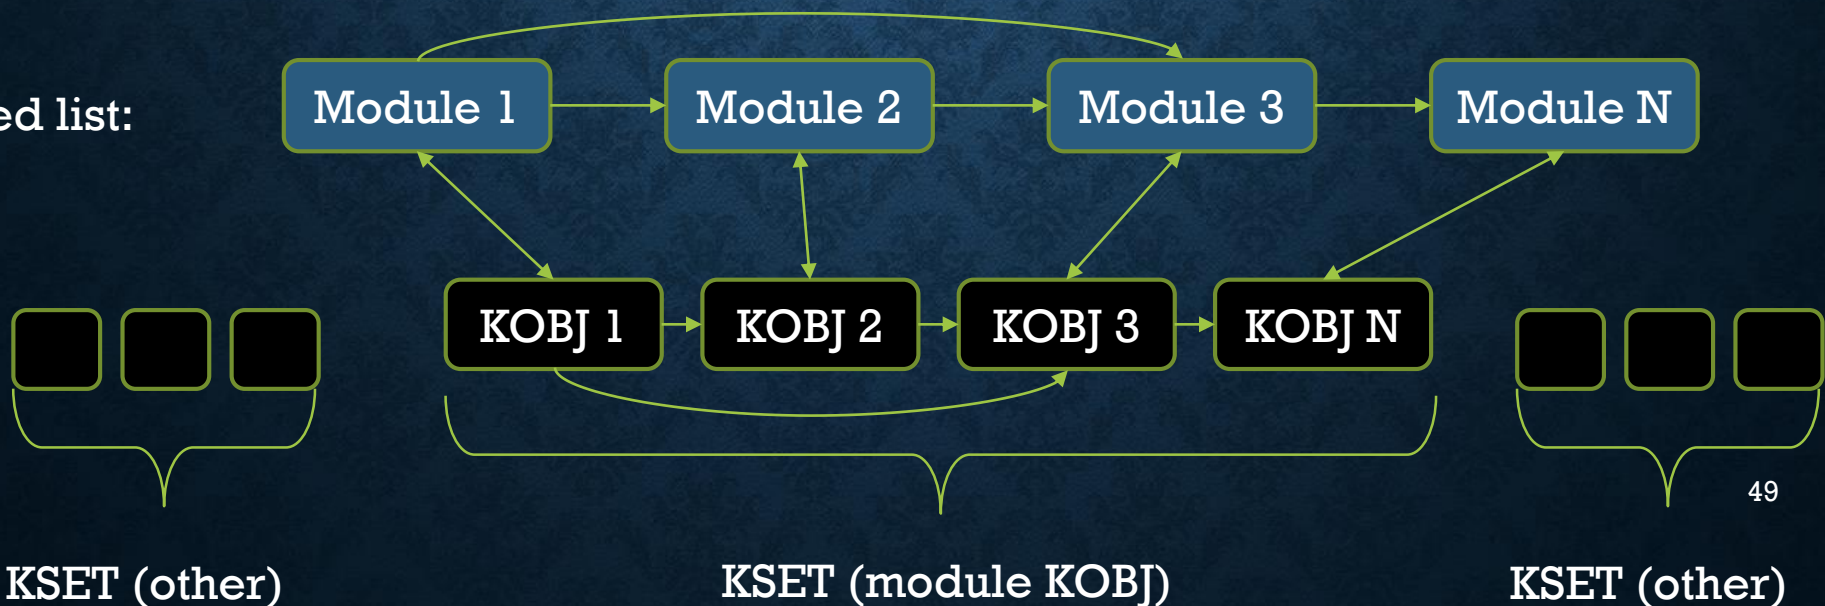 ed list:
Module 1
Module 2
Module 3
Module N
KOBJ 1
KOBJ 2
KOBJ 3
KOBJ N
49
KSET (other)
KSET (module KOBJ)
KSET (other)